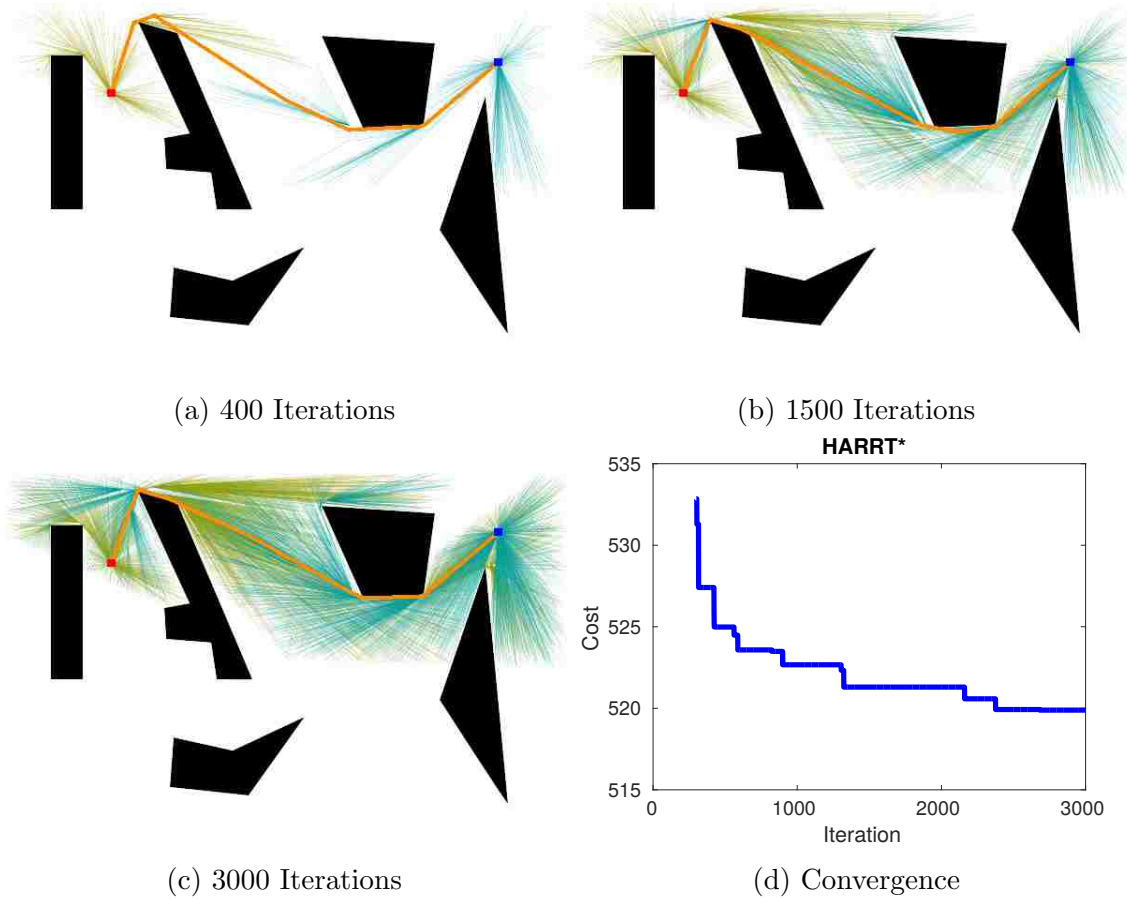 (a) 400 Iterations
(b) 1500 Iterations
HARRT*
535
530
525
520
515
Cost
0
1000
2000
3000
Iteration
(c) 3000 Iterations
(d) Convergence